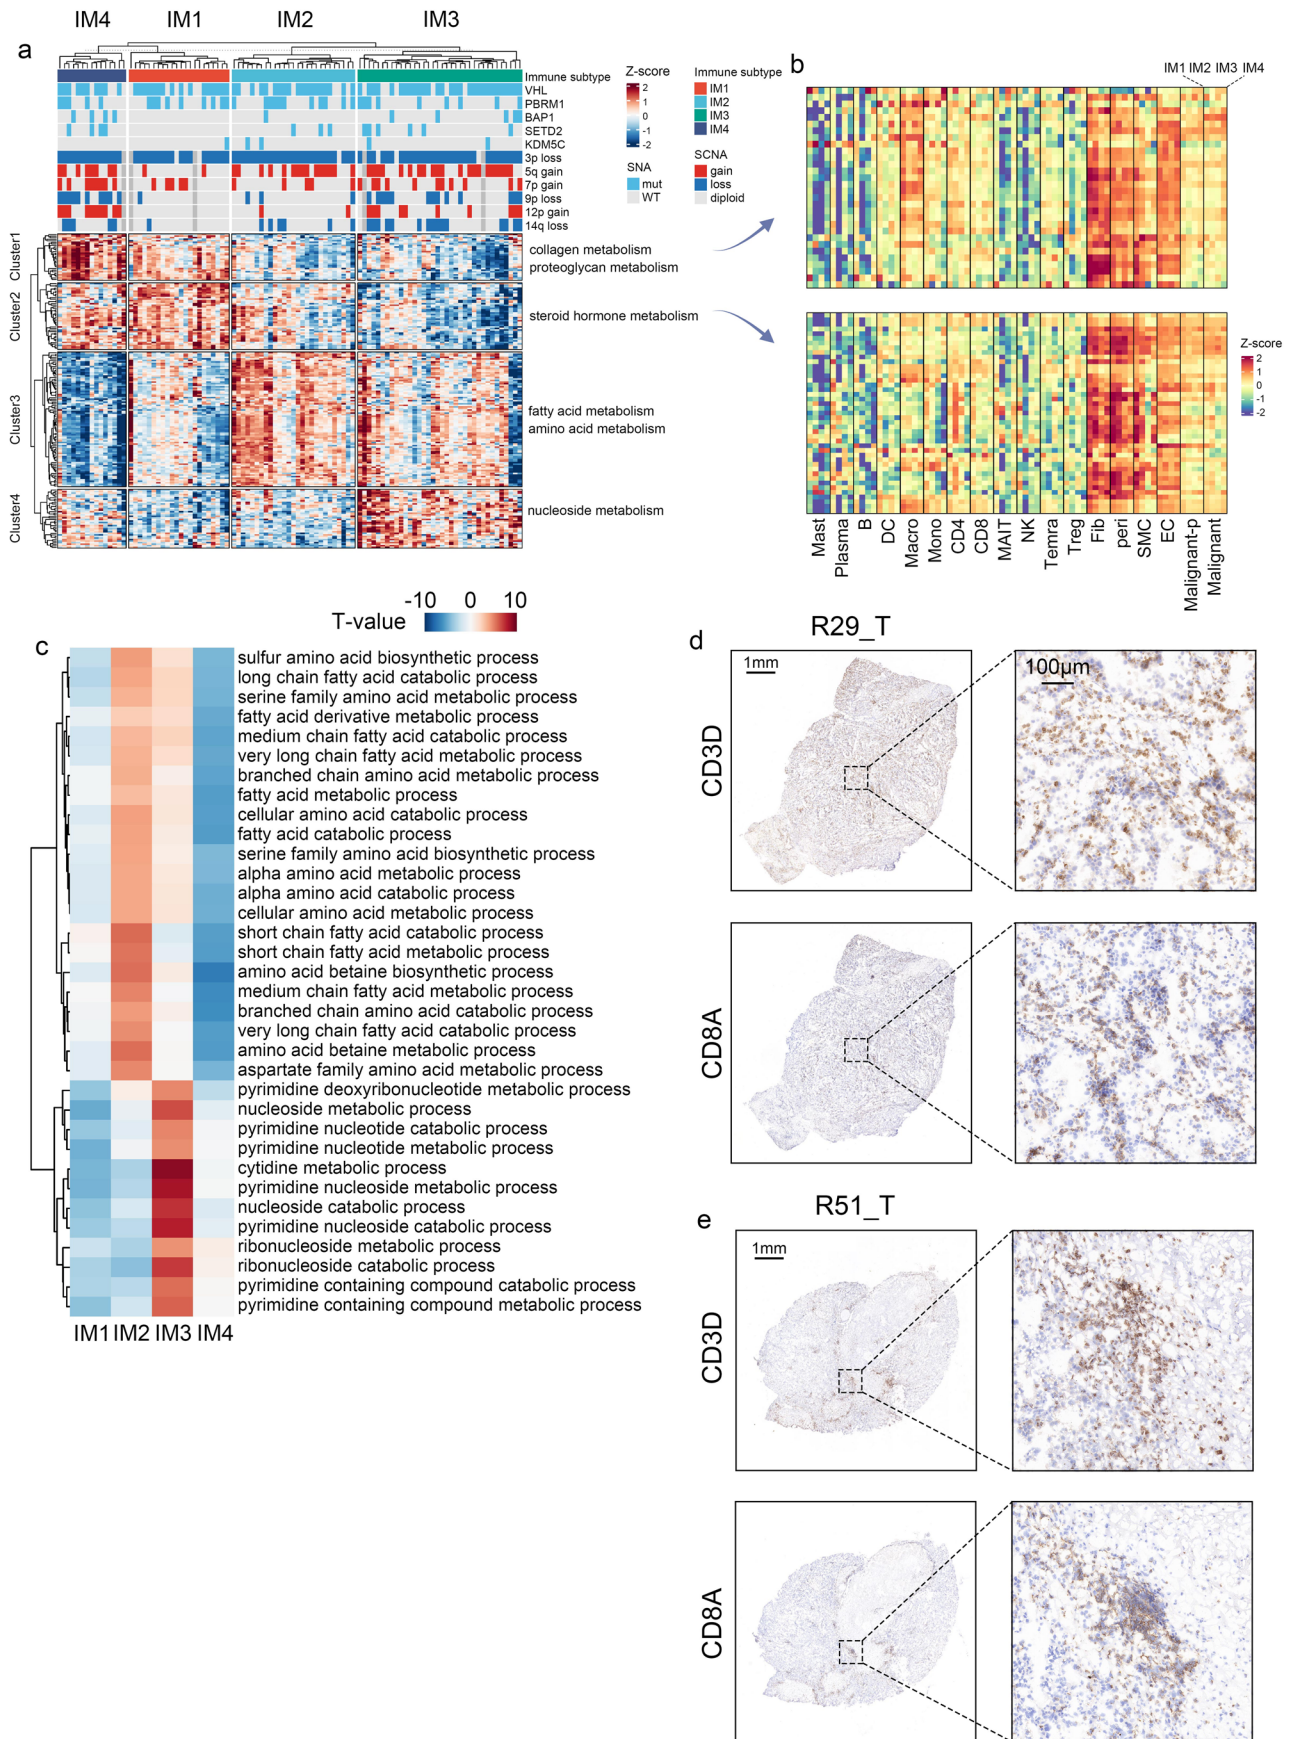 IM4 IM1 IM2 IM3
a
Immune subtype
VHL
PBRM1
BAP1
SETD2
KDM5C
3p loss
5q gain
7p gain
9p loss
12p gain
14q loss
Z-score
2
1
0
-1
-2
SNA
mut
WT
Immune subtype
IM1
IM2
IM3
IM4
SCNA
gain
loss
diploid
Cluster1
Cluster2
Cluster3
Cluster4
collagen metabolism
proteoglycan metabolism
steroid hormone metabolism
fatty acid metabolism
amino acid metabolism
nucleoside metabolism
b
IM1 IM2 IM3 IM4
Z-score
2
1
0
-1
-2
Mast
Plasma
B
DC
Macro
Mono
CD4
CD8
MAIT
NK
Temra
Treg
Fib
peri
SMC
EC
Malignant-p
Malignant
c
T-value
-10 0 10
sulfur amino acid biosynthetic process
long chain fatty acid catabolic process
serine family amino acid metabolic process
fatty acid derivative metabolic process
medium chain fatty acid catabolic process
very long chain fatty acid metabolic process
branched chain amino acid metabolic process
fatty acid metabolic process
cellular amino acid catabolic process
fatty acid catabolic process
serine family amino acid biosynthetic process
alpha amino acid metabolic process
alpha amino acid catabolic process
cellular amino acid metabolic process
short chain fatty acid catabolic process
short chain fatty acid metabolic process
amino acid betaine biosynthetic process
medium chain fatty acid metabolic process
branched chain amino acid catabolic process
very long chain fatty acid catabolic process
amino acid betaine metabolic process
aspartate family amino acid metabolic process
pyrimidine deoxyribonucleotide metabolic process
nucleoside metabolic process
pyrimidine nucleotide catabolic process
pyrimidine nucleotide metabolic process
cytidine metabolic process
pyrimidine nucleoside metabolic process
nucleoside catabolic process
pyrimidine nucleoside catabolic process
ribonucleoside metabolic process
ribonucleoside catabolic process
pyrimidine containing compound catabolic process
pyrimidine containing compound metabolic process
IM1 IM2 IM3 IM4
d
R29_T
CD3D
1mm
100μm
CD8A
e
R51_T
CD3D
1mm
CD8A